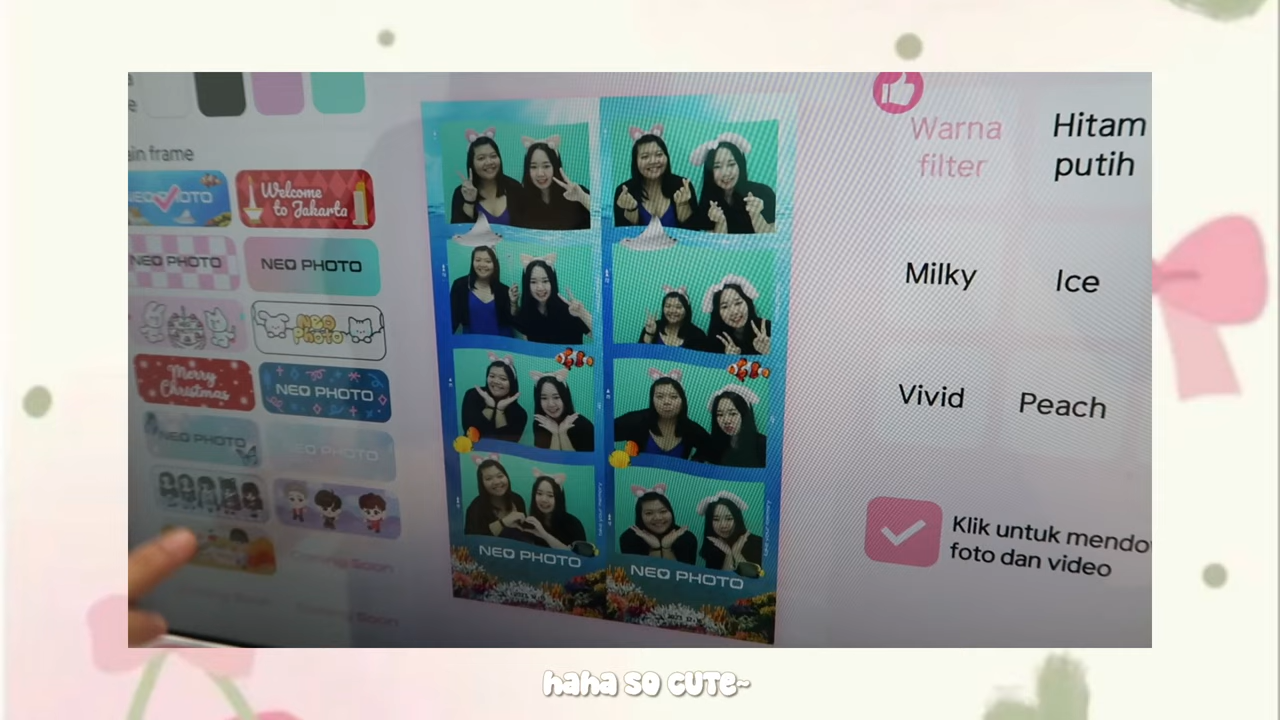 ain frame
Welcome
to Jakarta
NEO PHOTO
NEO PHOTO
NEO
PHOTO
Merry
Christmas
NEO PHOTO
NEO PHOTO
NEO PHOTO
Coming Soon
NEO PHOTO
NEO PHOTO
Warna
filter
Hitam
putih
Milky
Ice
Vivid
Peach
Klik untuk mendo
foto dan video
haha so cute~